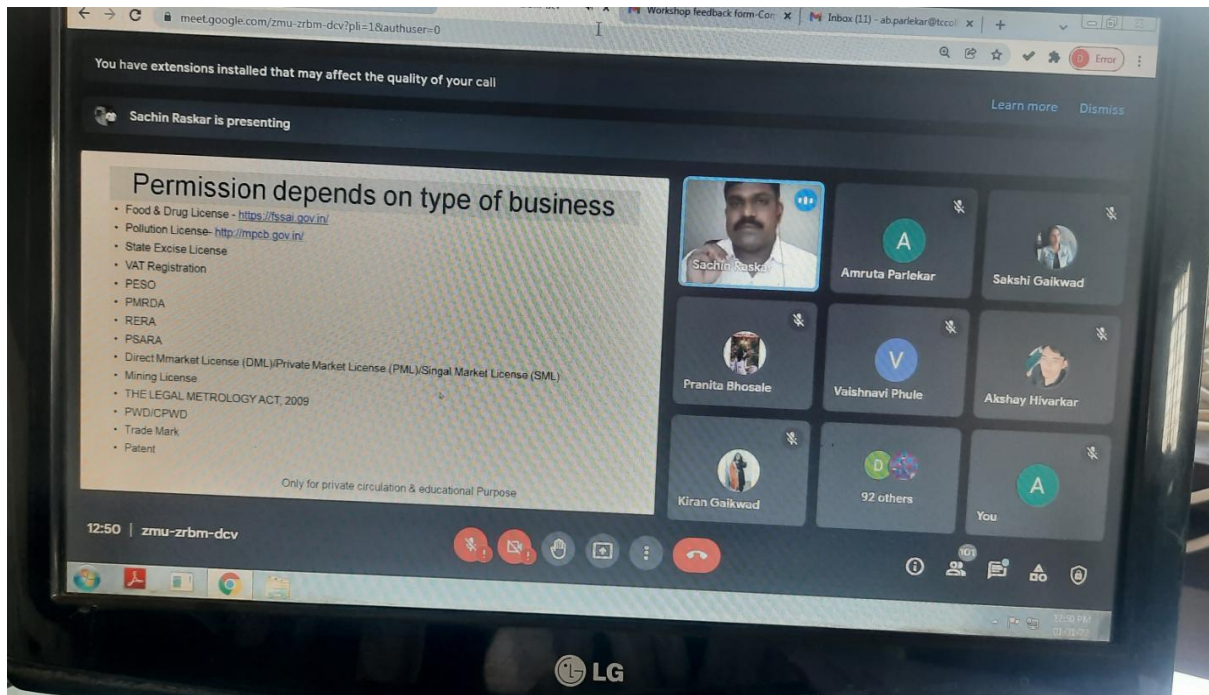 meet.google.com/zmu-zrbm-dcv?pli=1&authuser=0
Workshop feedback form-Con
Inbox (11) - ab.parlekar@tccol
Error
You have extensions installed that may affect the quality of your call
Learn more
Dismiss
Sachin Raskar is presenting
Permission depends on type of business
• Food & Drug License - https://fssai.gov.in/
• Pollution License- http://mpcb.gov.in/
• State Excise License
• VAT Registration
• PESO
• PMRDA
• RERA
• PSARA
• Direct Mmarket License (DML)/Private Market License (PML)/Singal Market License (SML)
• Mining License
• THE LEGAL METROLOGY ACT, 2009
• PWD/CPWD
• Trade Mark
• Patent
Only for private circulation & educational Purpose
Sachin Raska
A
Amruta Parlekar
Sakshi Gaikwad
Pranita Bhosale
V
Vaishnavi Phule
Akshay Hivarkar
Kiran Gaikwad
D
92 others
A
You
12:50 | zmu-zrbm-dcv
101
12:50 PM
LG